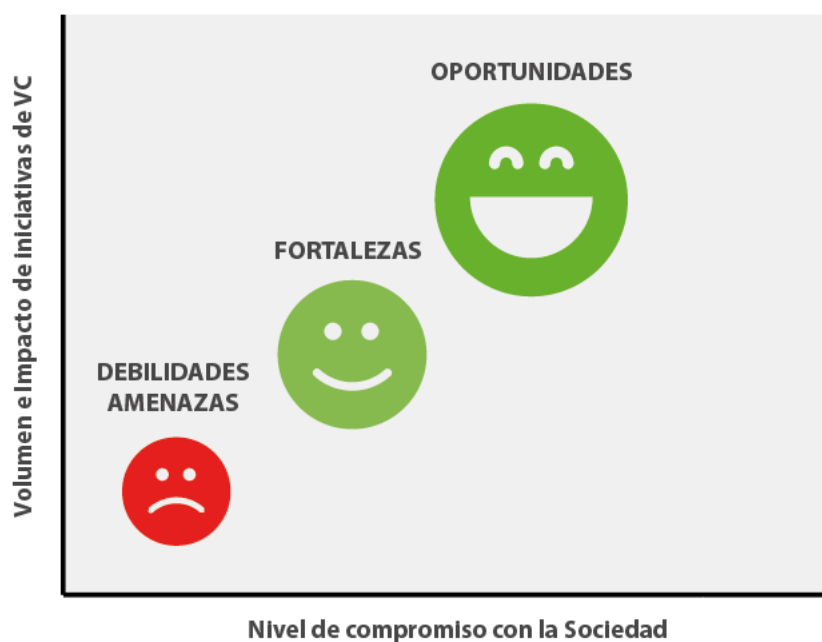 OPORTUNIDADES
FORTALEZAS
DEBILIDADES
AMENAZAS
Volumen e Impacto de iniciativas de VC
Nivel de compromiso con la Sociedad